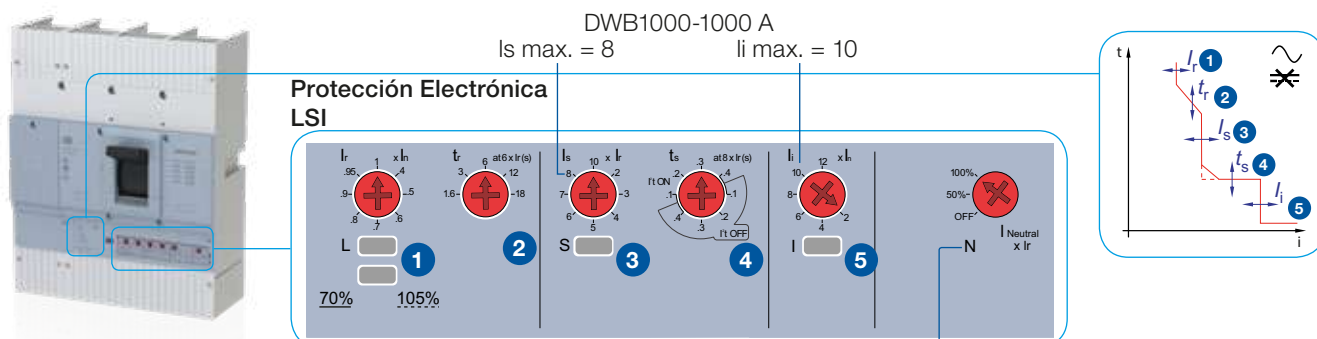 DWB1000-1000 A
Is max. = 8
Ii max. = 10
Protección Electrónica
LSI
Ir x In
1 .4 .5 .6 .7 .8 .9 .95
L
1
70% 105%
tr at 6 x Ir(s)
6 12 18 1.6 3
2
Is x Ir
10 2 3 4 5 6 7 8
S
3
ts at 8 x Ir(s)
.3 .4 .1 .2 .3 .4 .1 .2
I²t ON
I²t OFF
4
Ii x In
12 2 4 6 8 10
I
5
100%
50%
OFF
I Neutral
x Ir
N
t
Ir 1
tr 2
Is 3
ts 4
Ii 5
i